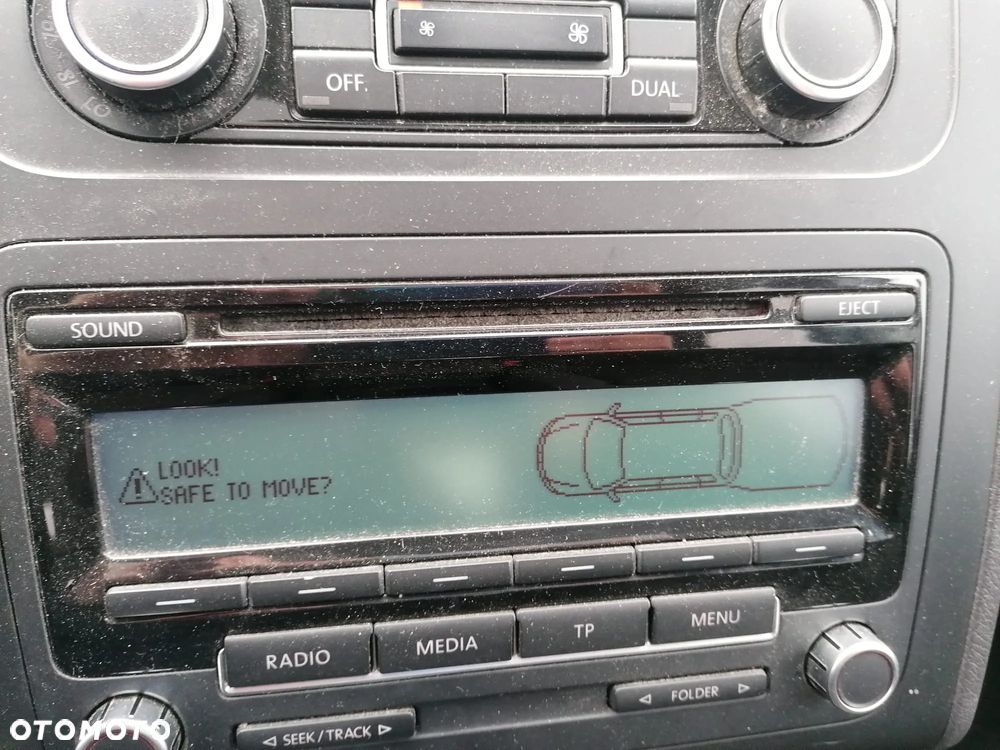 OFF.
DUAL
SOUND
EJECT
LOOK!
SAFE TO MOVE?
RADIO
MEDIA
TP
MENU
FOLDER
SEEK/TRACK
OTOMOTO